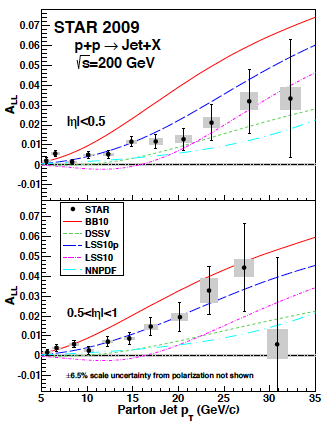 STAR 2009
p+p → Jet+X
√s=200 GeV
|η|<0.5
A_LL
0.07
0.06
0.05
0.04
0.03
0.02
0.01
0
-0.01
STAR
BB10
DSSV
LSS10p
LSS10
NNPDF
0.5<|η|<1
A_LL
0.07
0.06
0.05
0.04
0.03
0.02
0.01
0
-0.01
±6.5% scale uncertainty from polarization not shown
5 10 15 20 25 30 35
Parton Jet p_T (GeV/c)